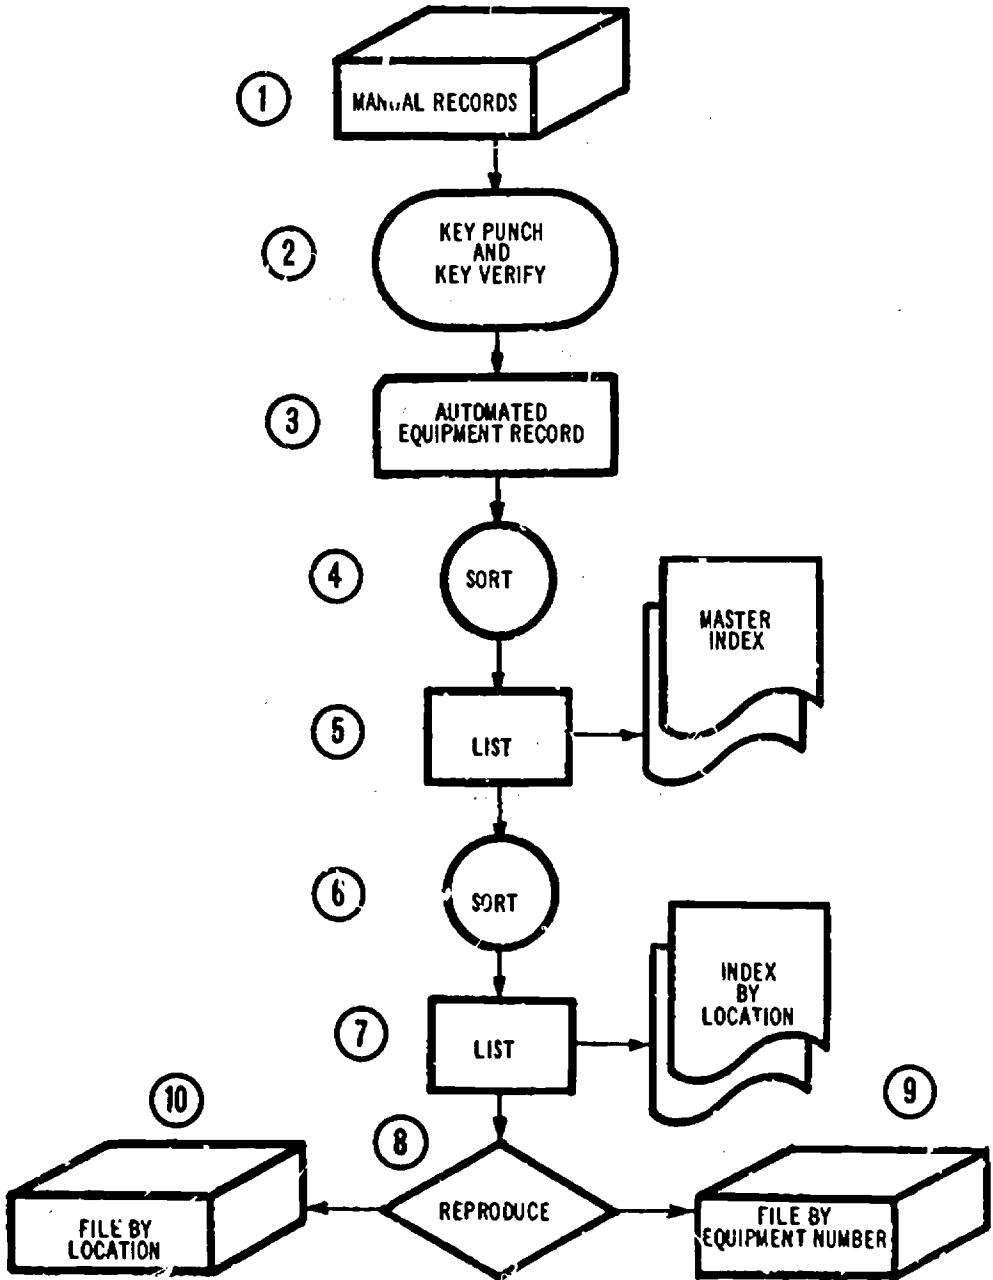 1
MANUAL RECORDS
2
KEY PUNCH
AND
KEY VERIFY
3
AUTOMATED
EQUIPMENT RECORD
4
SORT
MASTER
INDEX
5
LIST
6
SORT
INDEX
BY
LOCATION
7
LIST
10
9
8
REPRODUCE
FILE BY
LOCATION
FILE BY
EQUIPMENT NUMBER